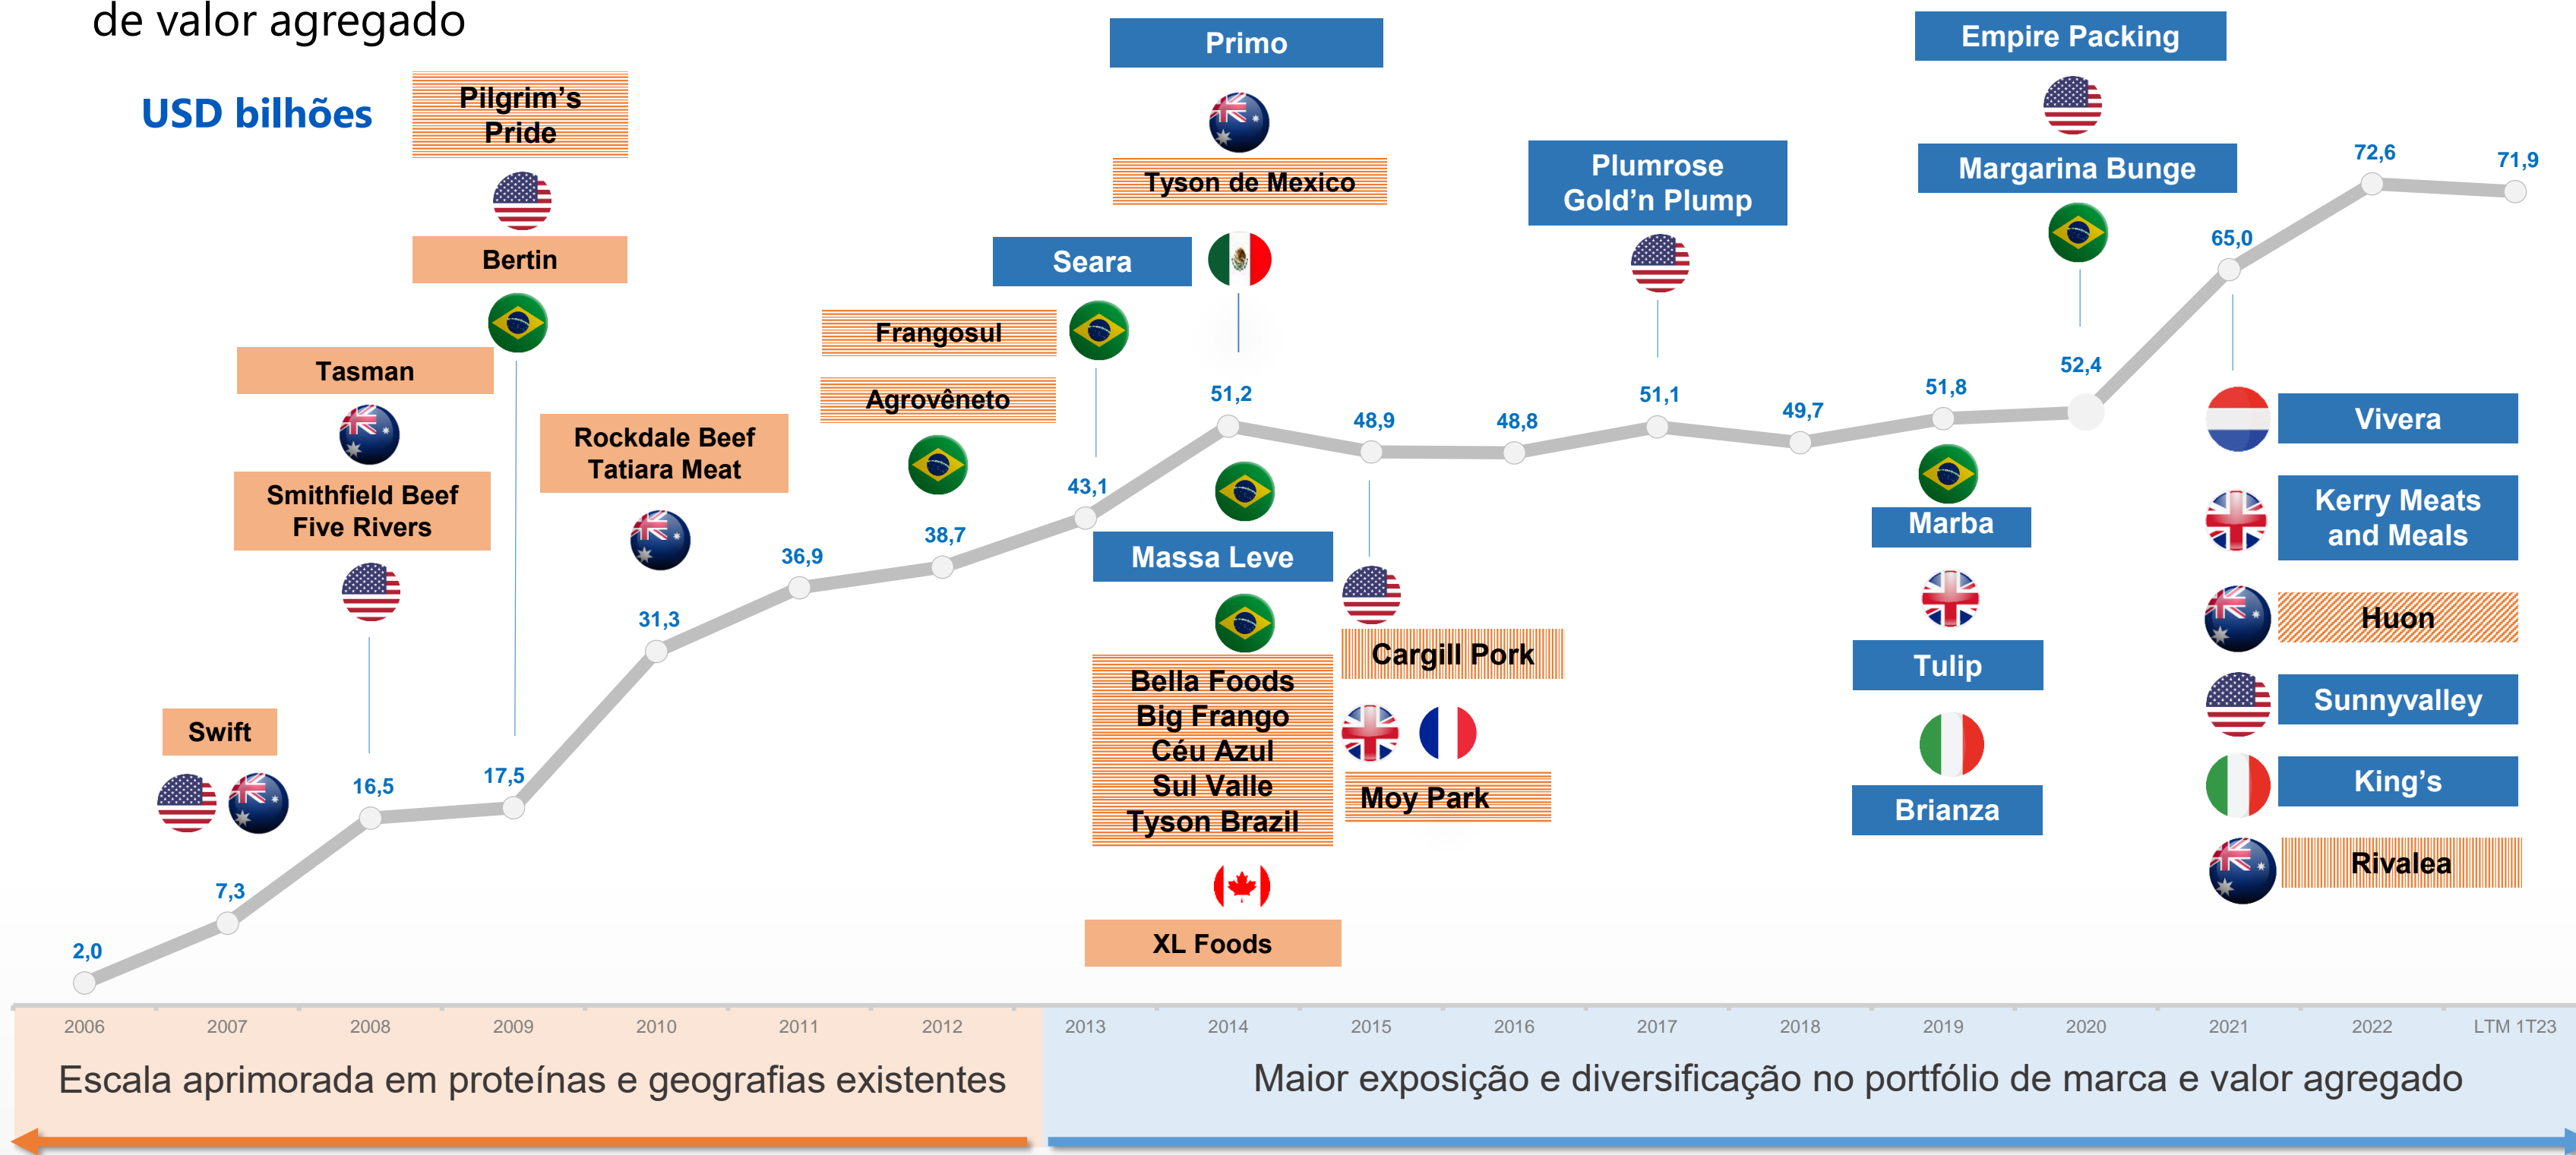 de valor agregado
USD bilhões
Pilgrim’s
Pride
Bertin
Tasman
Smithfield Beef
Five Rivers
Swift
Rockdale Beef
Tatiara Meat
Frangosul
Agrovêneto
Seara
Primo
Tyson de Mexico
Massa Leve
Bella Foods
Big Frango
Céu Azul
Sul Valle
Tyson Brazil
XL Foods
Cargill Pork
Moy Park
Plumrose
Gold’n Plump
Marba
Tulip
Brianza
Empire Packing
Margarina Bunge
Vivera
Kerry Meats
and Meals
Huon
Sunnyvalley
King’s
Rivalea
2,0
7,3
16,5
17,5
31,3
36,9
38,7
43,1
51,2
48,9
48,8
51,1
49,7
51,8
52,4
65,0
72,6
71,9
2006
2007
2008
2009
2010
2011
2012
2013
2014
2015
2016
2017
2018
2019
2020
2021
2022
LTM 1T23
Escala aprimorada em proteínas e geografias existentes
Maior exposição e diversificação no portfólio de marca e valor agregado